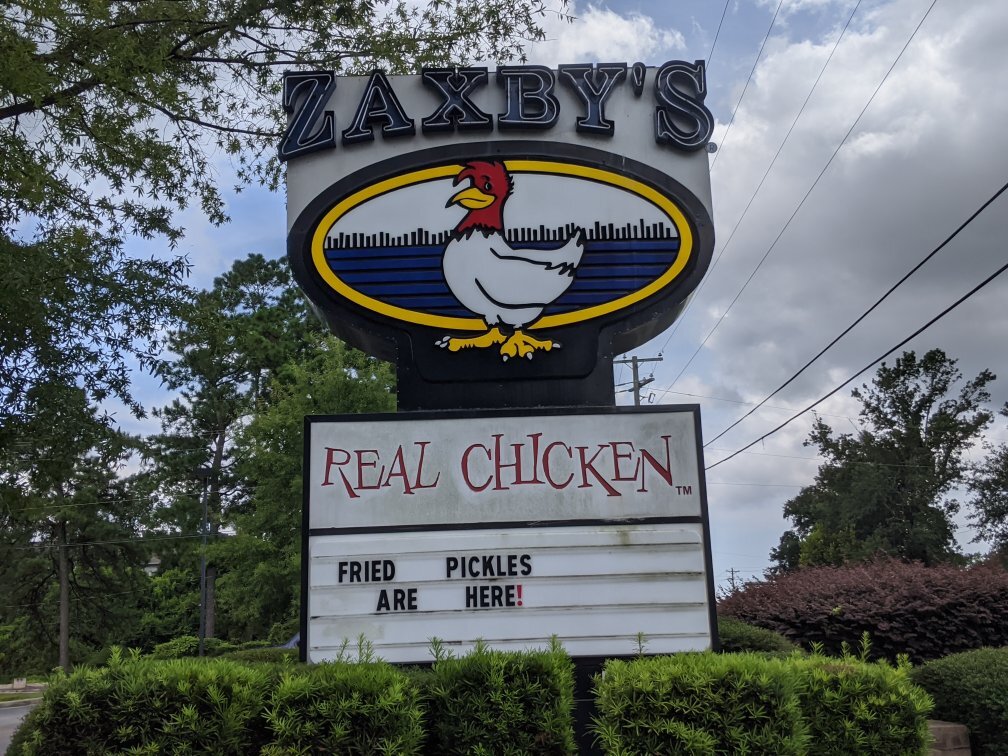 ZAXBY'S
REAL CHICKEN™
FRIED PICKLES
ARE HERE!